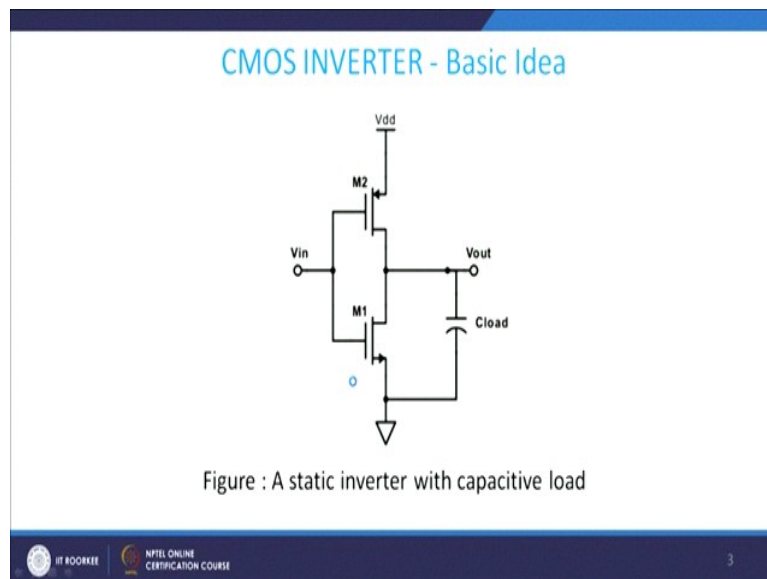 CMOS INVERTER - Basic Idea
Vdd
M2
Vin
Vout
M1
Cload
Figure : A static inverter with capacitive load
IT ROORKEE
NPTEL ONLINE
CERTIFICATION COURSE
3